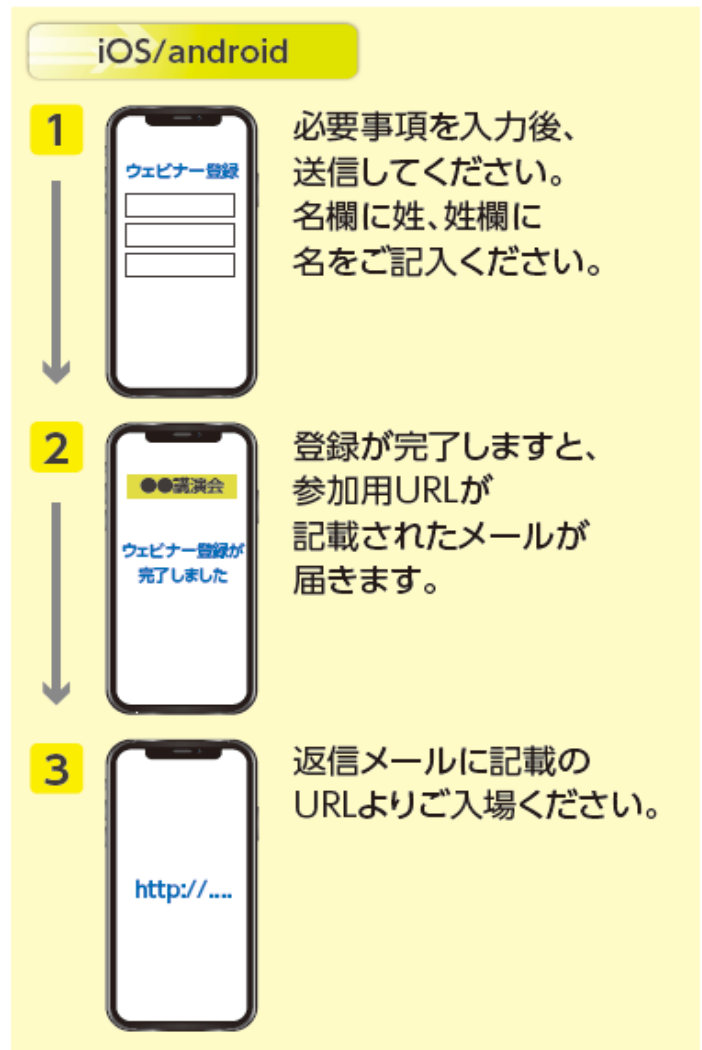 iOS/android
1
ウェビナー登録
必要事項を入力後、
送信してください。
名欄に姓、姓欄に
名をご記入ください。
2
●●講演会
ウェビナー登録が
完了しました
登録が完了しますと、
参加用URLが
記載されたメールが
届きます。
3
http://....
返信メールに記載の
URLよりご入場ください。